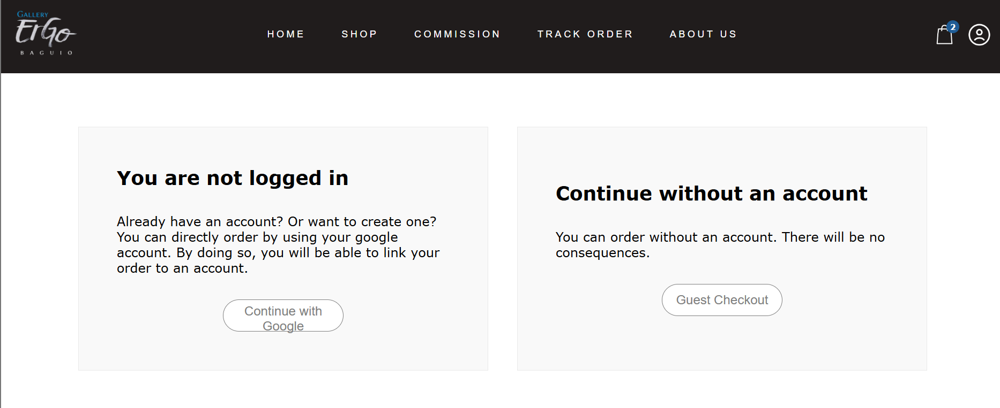 GALLERY
ErGo
BAGUIO
HOME SHOP COMMISSION TRACK ORDER ABOUT US
2
You are not logged in
Already have an account? Or want to create one?
You can directly order by using your google
account. By doing so, you will be able to link your
order to an account.
Continue with
Google
Continue without an account
You can order without an account. There will be no
consequences.
Guest Checkout